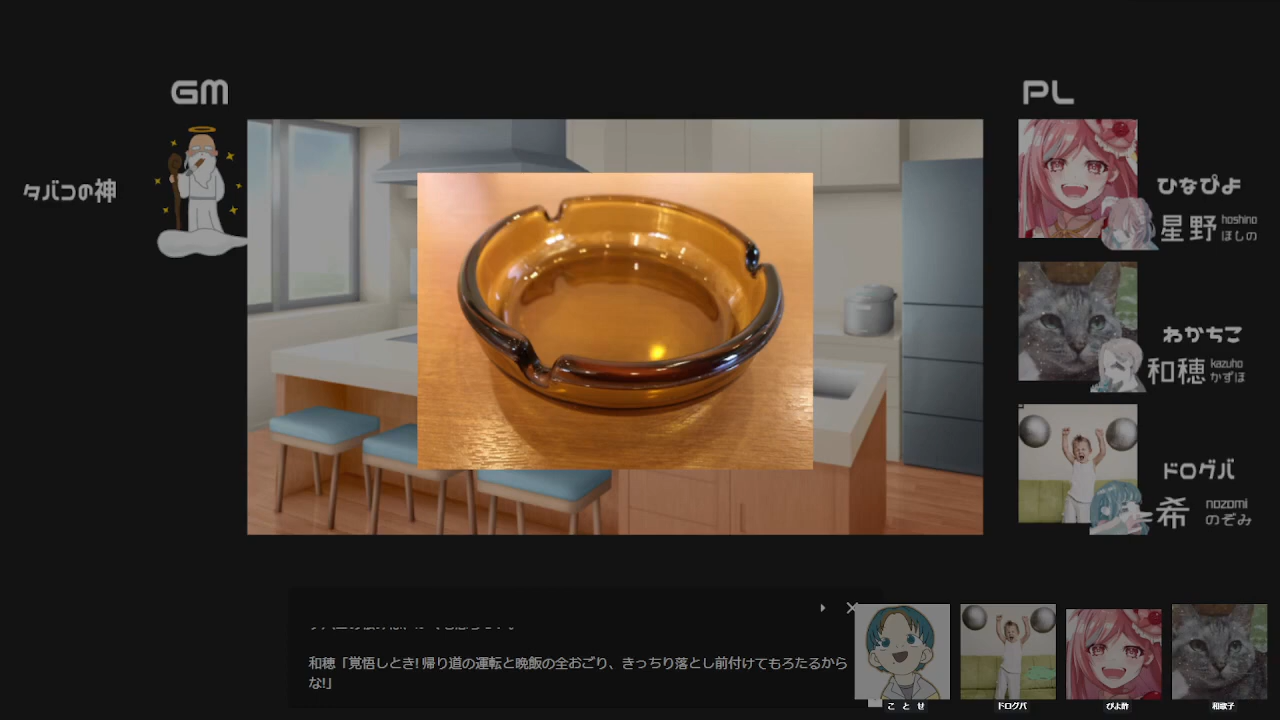 GM
タバコの神
PL
ひなぴよ
星野 hoshino ほしの
わかちこ
和穂 kazuho かずほ
ドログバ
希 nozomi のぞみ
和穂「覚悟しとき! 帰り道の運転と晩飯の全おごり、きっちり落とし前付けてもろたるから
な!」
ことせ
ドログバ
ぴよ酢
和歌子